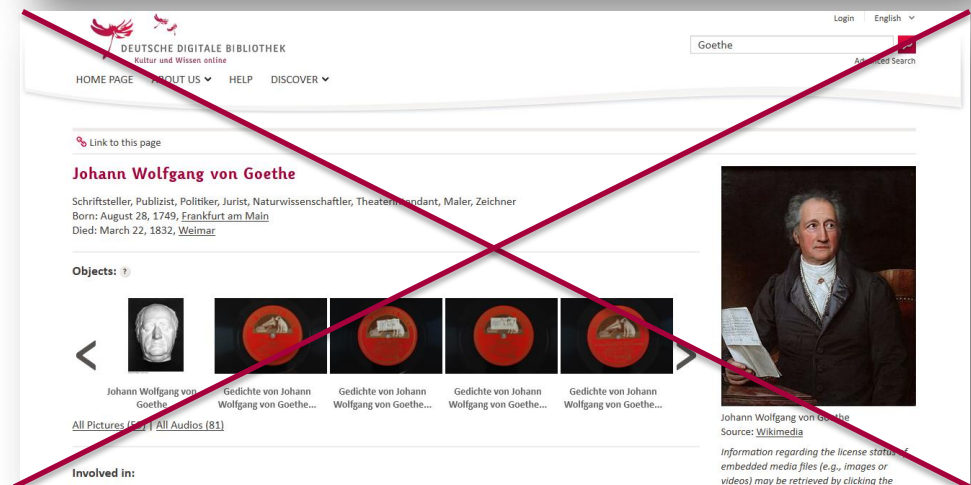 Login English
DEUTSCHE DIGITALE BIBLIOTHEK
Kultur und Wissen online
Goethe
Advanced Search
HOME PAGE ABOUT US HELP DISCOVER
Link to this page
Johann Wolfgang von Goethe
Schriftsteller, Publizist, Politiker, Jurist, Naturwissenschaftler, Theaterintendant, Maler, Zeichner
Born: August 28, 1749, Frankfurt am Main
Died: March 22, 1832, Weimar
Objects: ?
Johann Wolfgang von Goethe...
Gedichte von Johann Wolfgang von Goethe...
Gedichte von Johann Wolfgang von Goethe...
Gedichte von Johann Wolfgang von Goethe...
Gedichte von Johann Wolfgang von Goethe...
All Pictures | All Audios (81)
Involved in:
Johann Wolfgang von Goethe
Source: Wikimedia
Information regarding the license status of
embedded media files (e.g., images or
videos) may be retrieved by clicking the